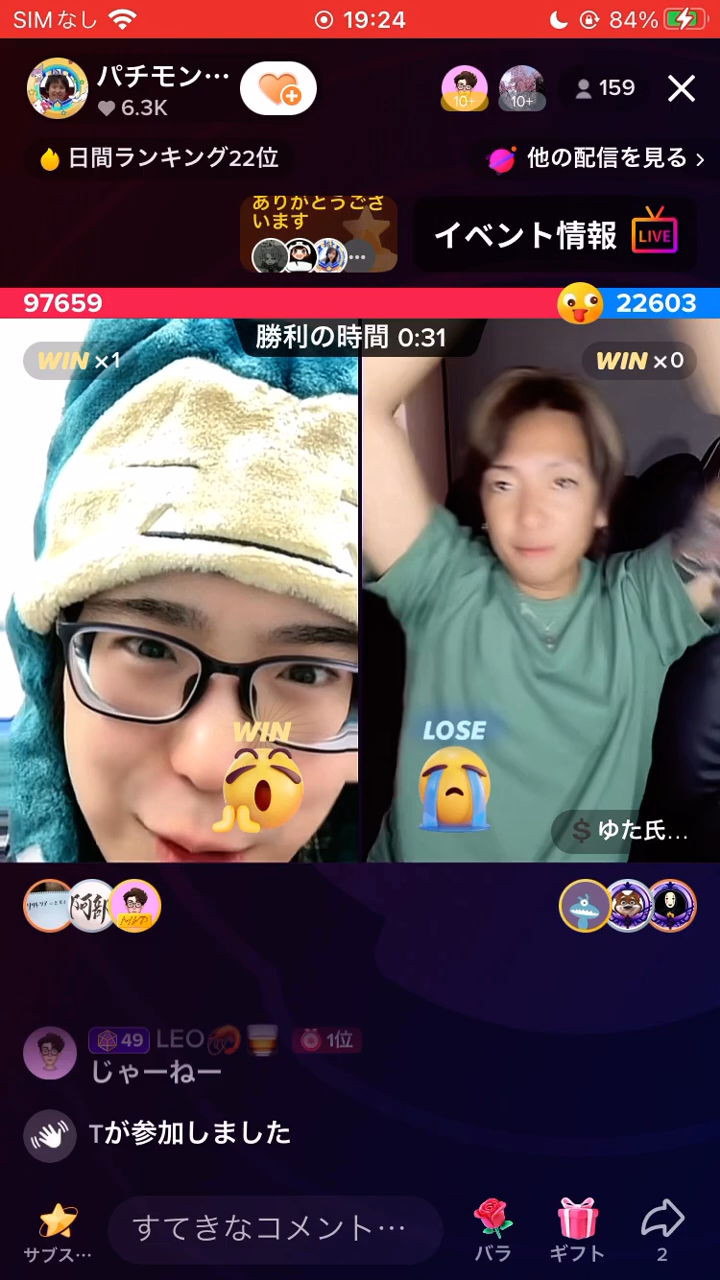 SIMなし 19:24 84%
パチモン…
6.3K
10+ 10+ 159
日間ランキング22位
他の配信を見る
ありがとうござ
います
イベント情報 LIVE
97659 22603
勝利の時間 0:31
WIN ×1
WIN ×0
WIN
LOSE
$ ゆた氏…
阿部
MVP
49 LEO 1位
じゃーねー
Tが参加しました
サブス…
すてきなコメント…
バラ
ギフト
2